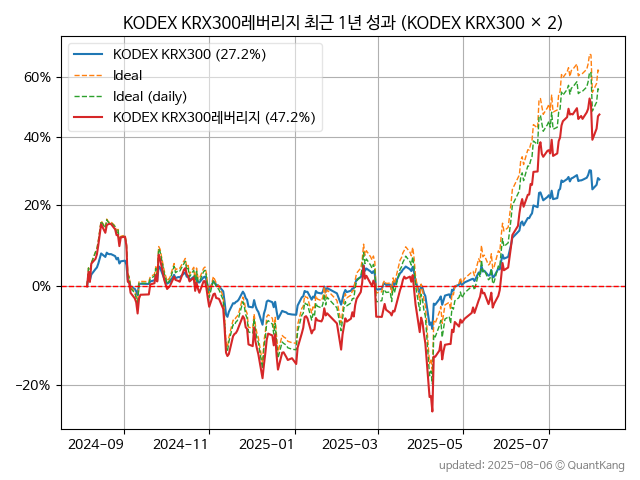 KODEX KRX300레버리지 최근 1년 성과 (KODEX KRX300 × 2)
KODEX KRX300 (27.2%)
Ideal
Ideal (daily)
KODEX KRX300레버리지 (47.2%)
60%
40%
20%
0%
−20%
2024-09
2024-11
2025-01
2025-03
2025-05
2025-07
updated: 2025-08-06 © QuantKang